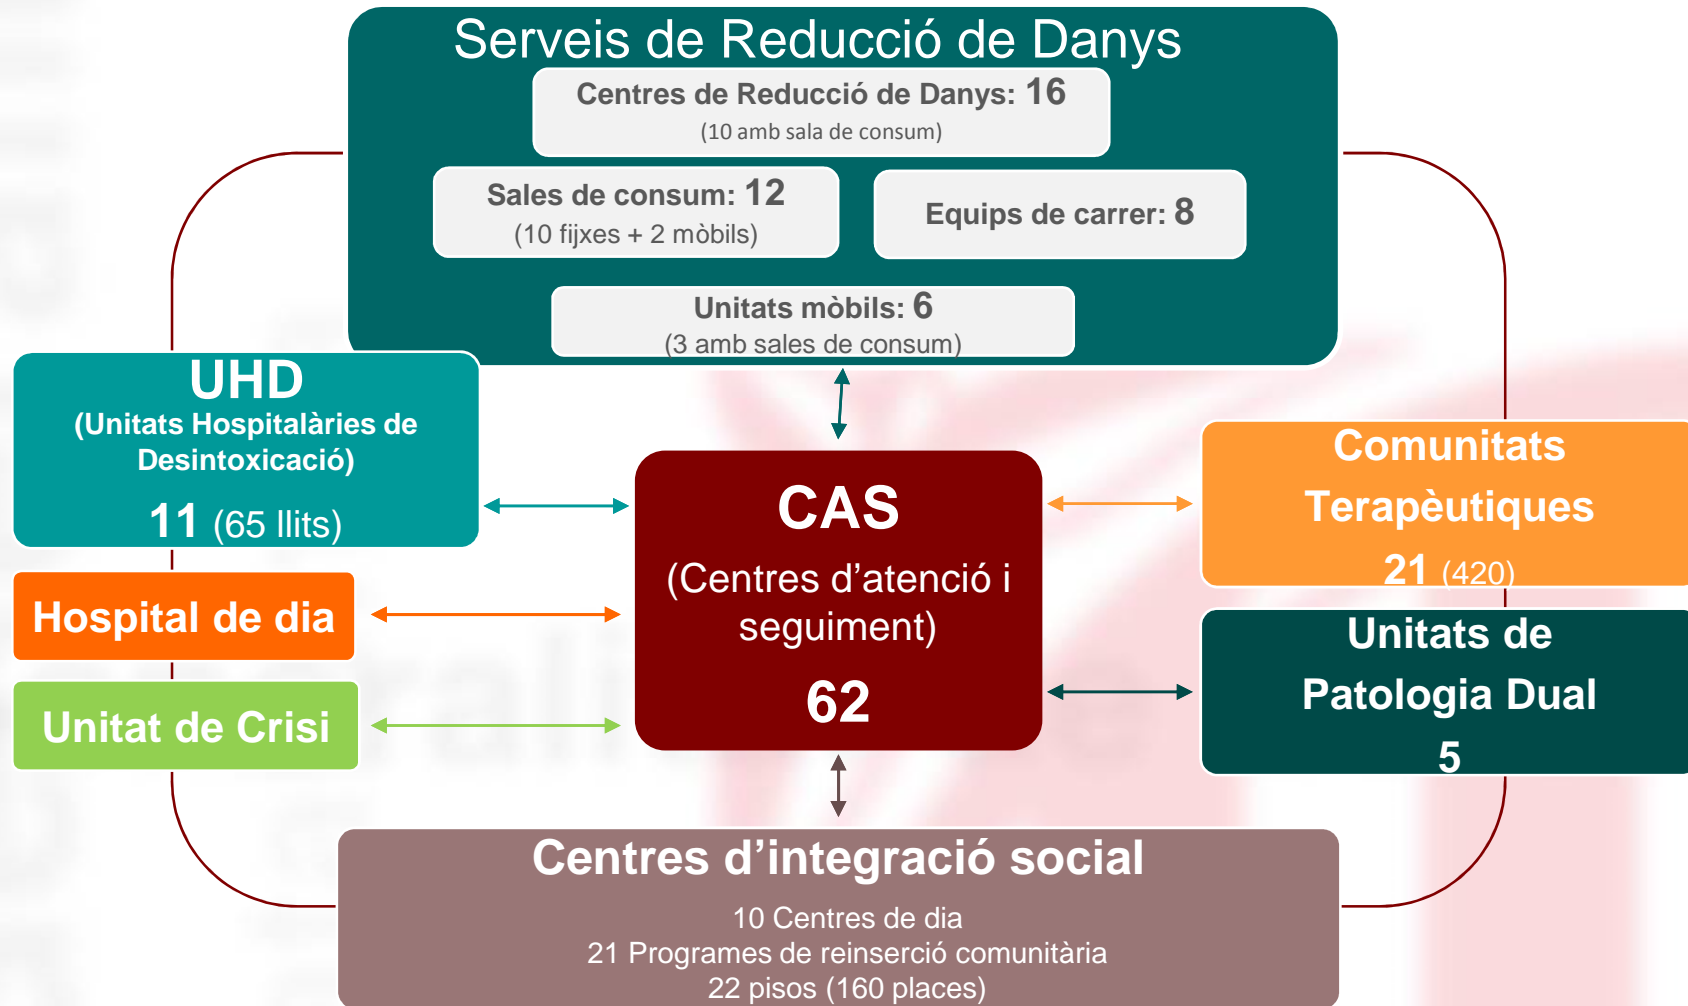 Serveis de Reducció de Danys
Centres de Reducció de Danys: 16
(10 amb sala de consum)
Sales de consum: 12
(10 fijxes + 2 mòbils)
Equips de carrer: 8
Unitats mòbils: 6
(3 amb sales de consum)
UHD
(Unitats Hospitalàries de
Desintoxicació)
11 (65 llits)
Hospital de dia
Unitat de Crisi
CAS
(Centres d’atenció i
seguiment)
62
Comunitats
Terapèutiques
21 (420)
Unitats de
Patologia Dual
5
Centres d’integració social
10 Centres de dia
21 Programes de reinserció comunitària
22 pisos (160 places)